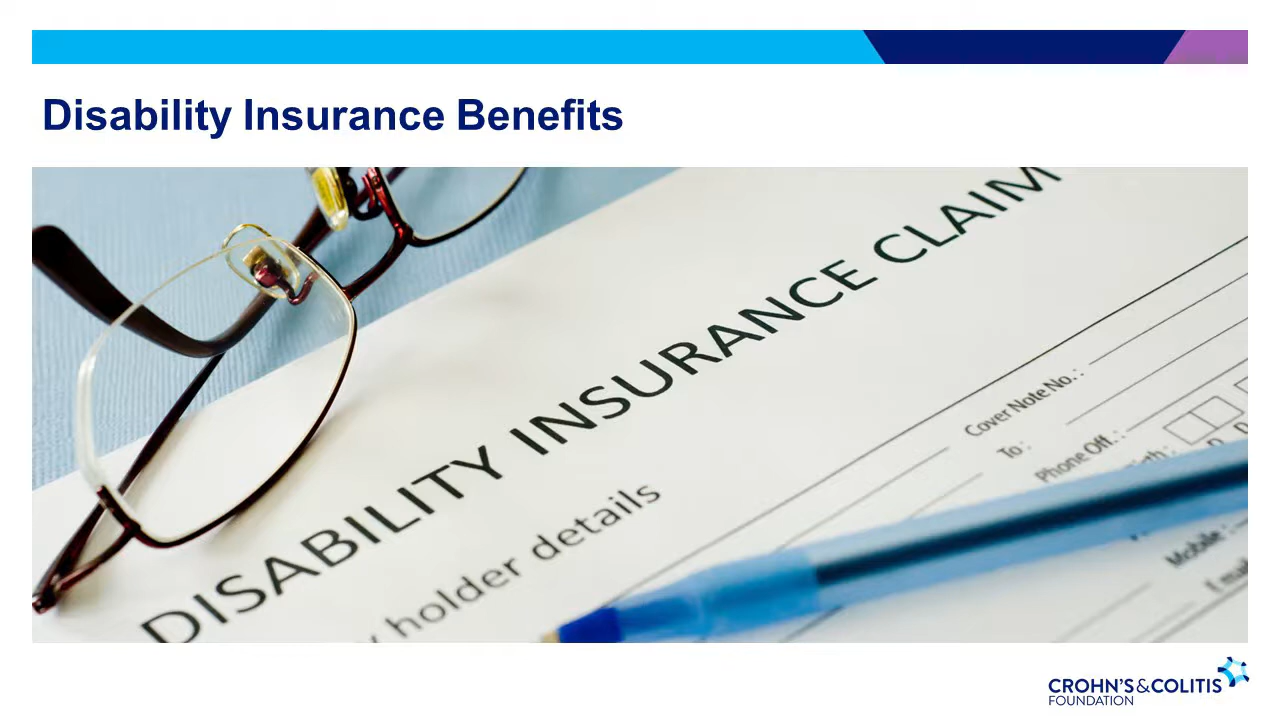 Disability Insurance Benefits
DISABILITY INSURANCE CLAIM
holder details
Cover Note No.:
To:
Phone Off.:
Mobile:
CROHN'S&COLITIS
FOUNDATION